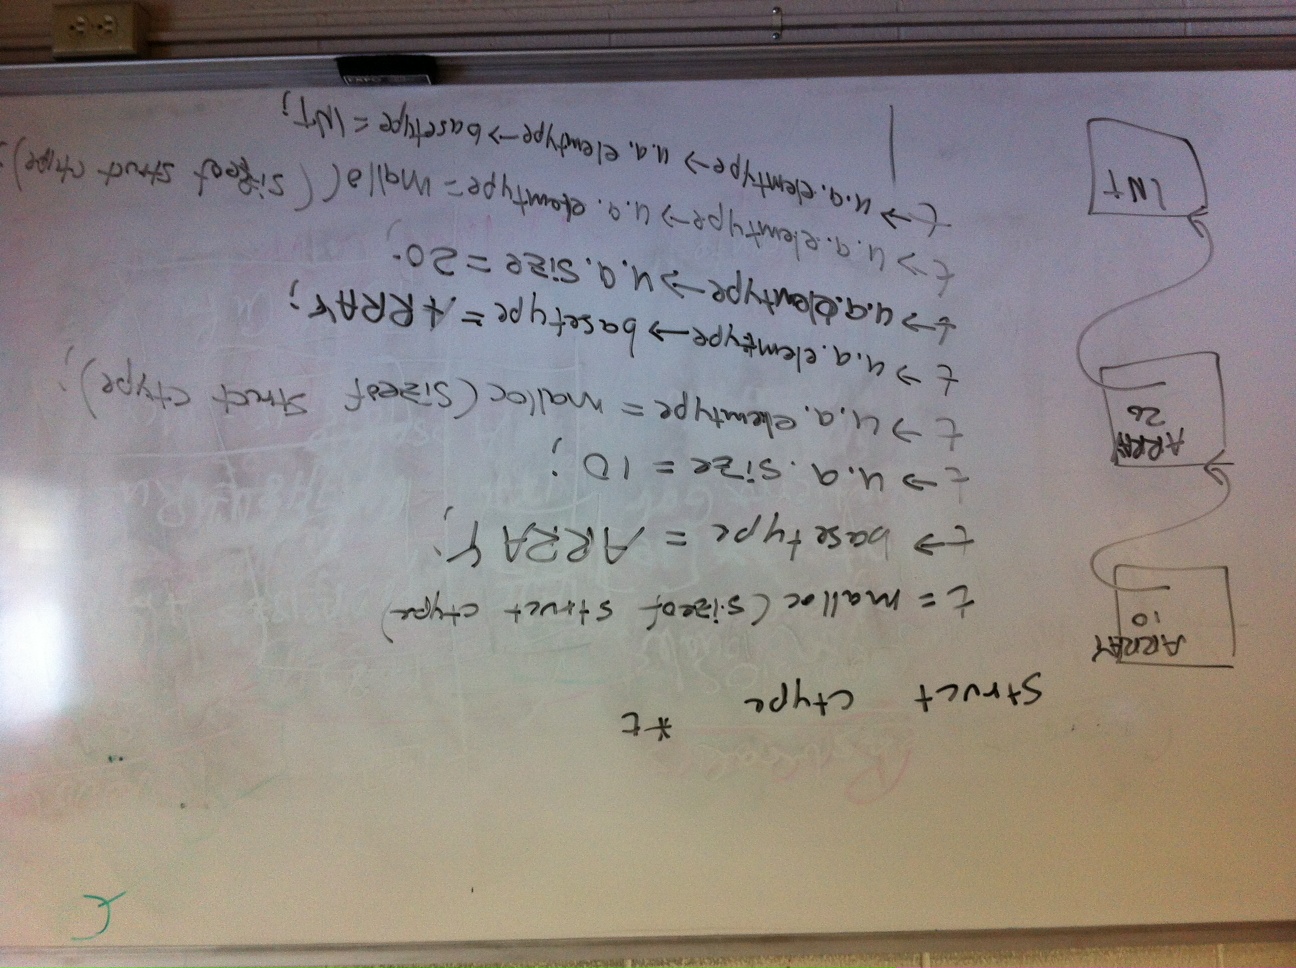 struct ctype *t
ARRAY
10
t = malloc(sizeof struct ctype)
t→ basetype = ARRAY;
t→ u.a.size = 10;
ARRAY
20
t→ u.a.elemtype = malloc(sizeof struct ctype);
t→ u.a.elemtype→ basetype = ARRAY;
t→ u.a.elemtype→ u.a.size = 20;
t→ u.a.elemtype→ u.a.elemtype = malloc(sizeof struct ctype);
INT
t→ u.a.elemtype→ u.a.elemtype→ basetype = INT;